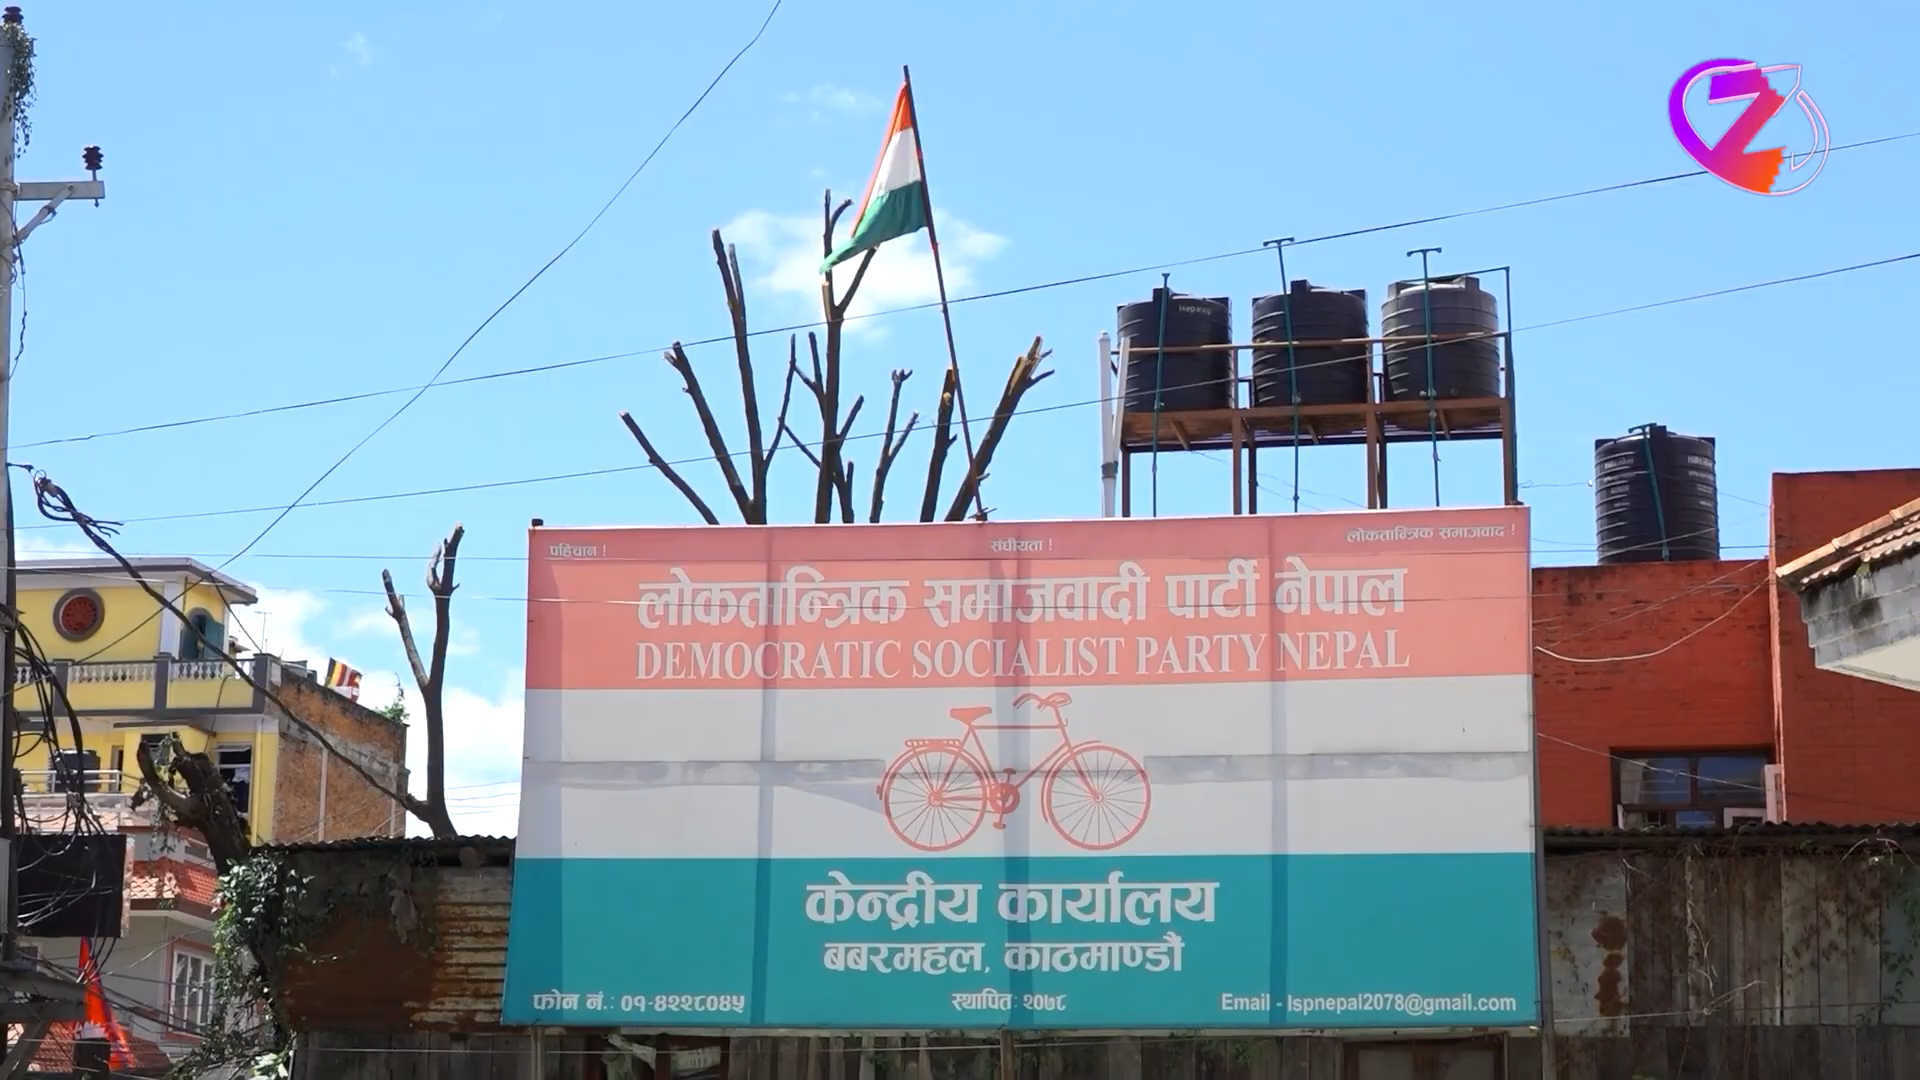 पहिचान !
संघीयता !
लोकतान्त्रिक समाजवाद !
लोकतान्त्रिक समाजवादी पार्टी नेपाल
DEMOCRATIC SOCIALIST PARTY NEPAL
केन्द्रीय कार्यालय
बबरमहल, काठमाण्डौं
फोन नं.: ०१-४२२८०४५
स्थापित: २०७८
Email - lspnepal2078@gmail.com